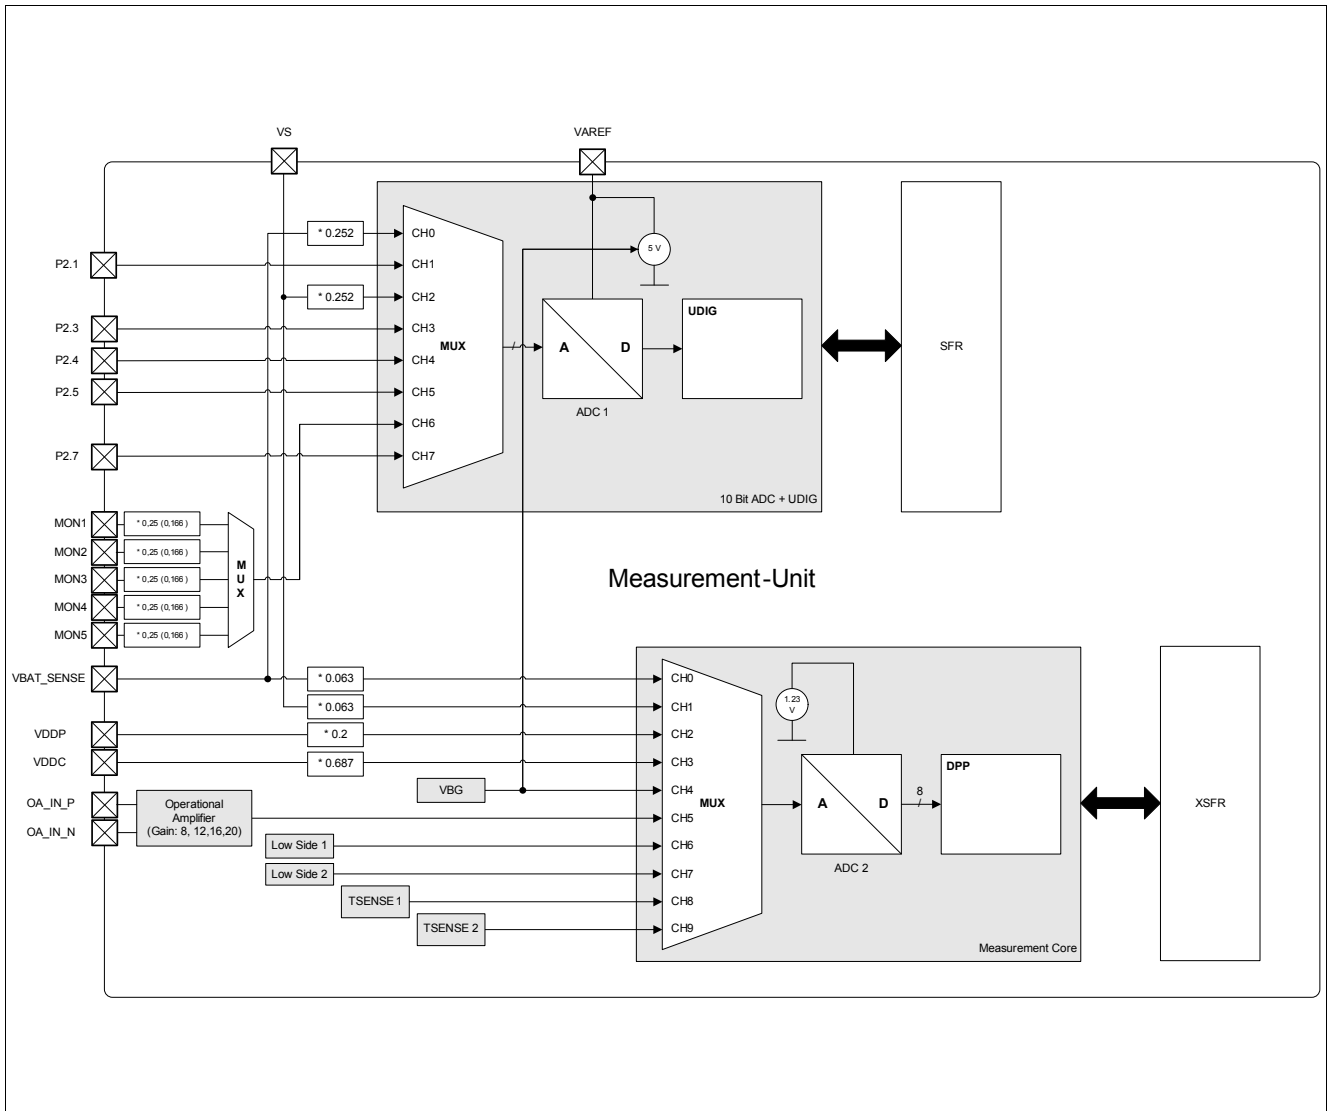 VS
VAREF
* 0.252
CH0
5 V
P2.1
CH1
* 0.252
CH2
UDIG
P2.3
CH3
MUX
A
D
SFR
P2.4
CH4
P2.5
CH5
ADC 1
CH6
P2.7
CH7
10 Bit ADC + UDIG
MON1
* 0,25 (0,166 )
MON2
* 0,25 (0,166 )
MON3
* 0,25 (0,166 )
MON4
* 0,25 (0,166 )
MON5
* 0,25 (0,166 )
M
U
X
Measurement-Unit
VBAT_SENSE
* 0.063
CH0
* 0.063
CH1
1.23
V
VDDP
* 0.2
CH2
VDDC
* 0.687
CH3
DPP
VBG
CH4
MUX
A
D
8
XSFR
OA_IN_P
OA_IN_N
Operational
Amplifier
(Gain: 8, 12,16,20)
CH5
Low Side 1
CH6
ADC 2
Low Side 2
CH7
TSENSE 1
CH8
TSENSE 2
CH9
Measurement Core